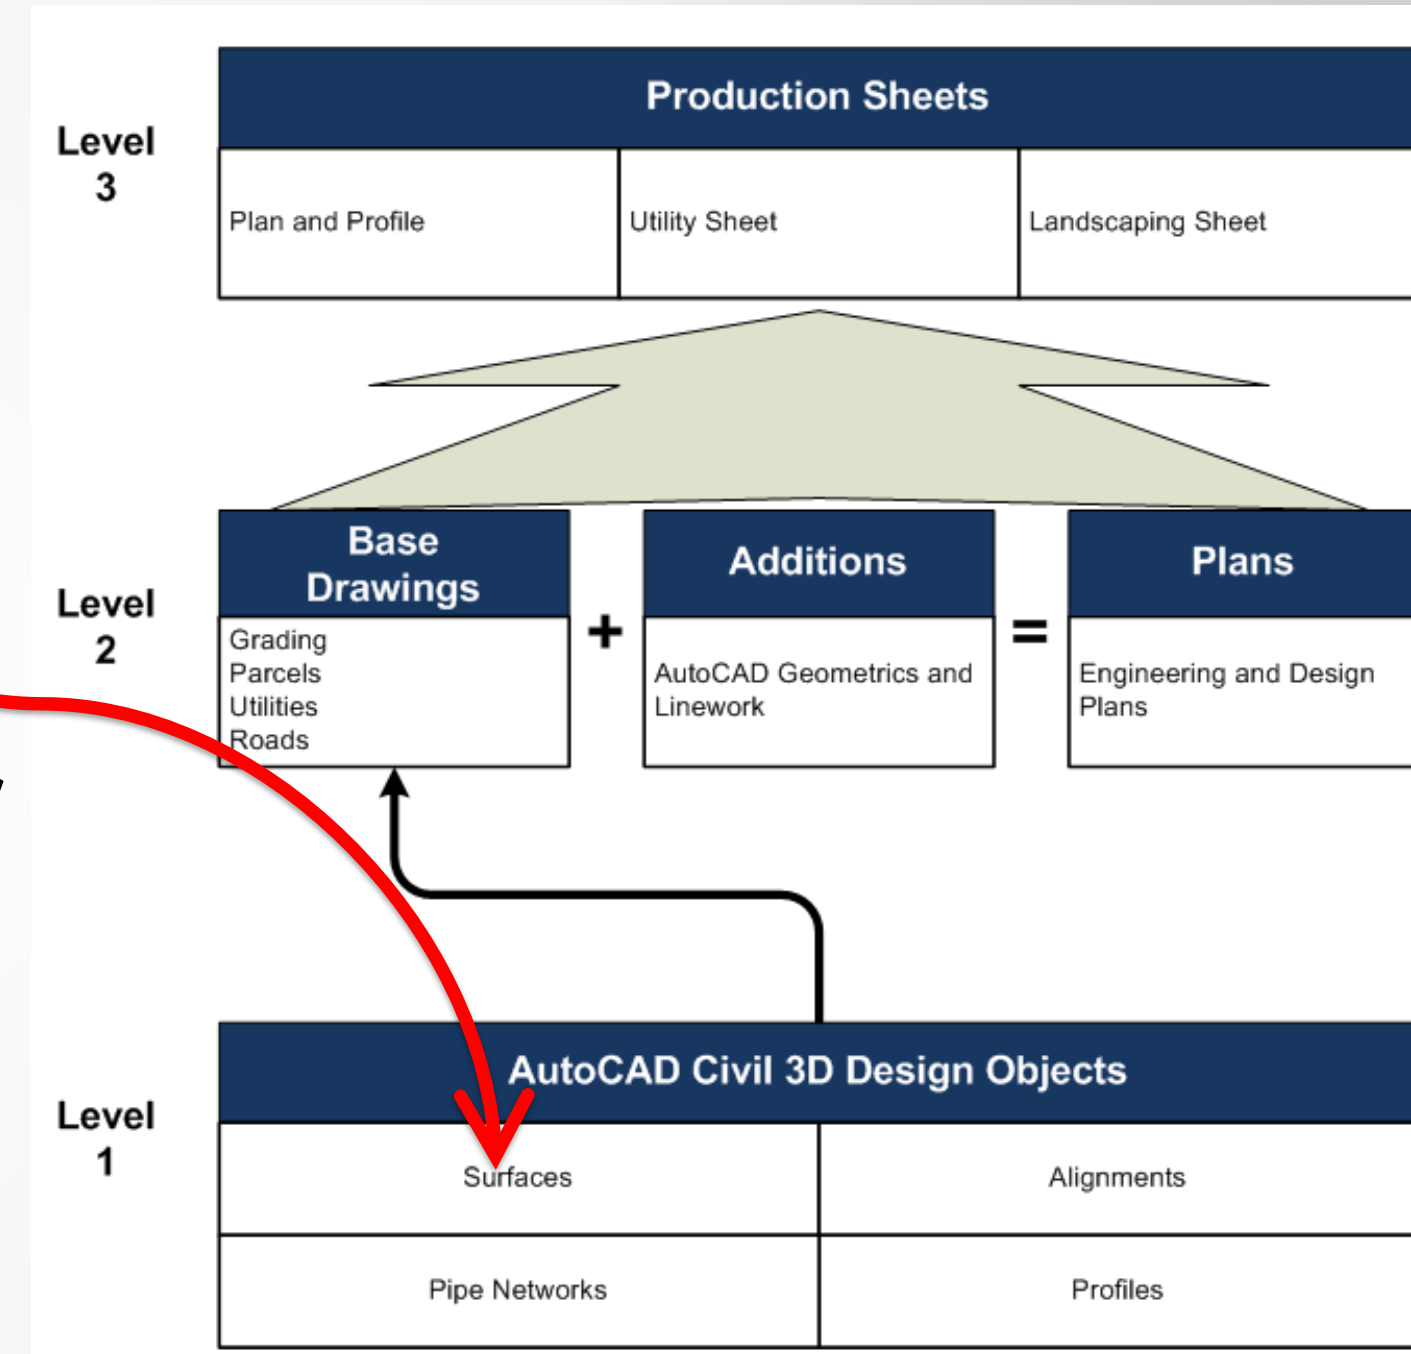 Production Sheets
Level
3
Plan and Profile
Utility Sheet
Landscaping Sheet
Base
Drawings
+
Additions
=
Plans
Level
2
Grading
Parcels
Utilities
Roads
AutoCAD Geometrics and
Linework
Engineering and Design
Plans
AutoCAD Civil 3D Design Objects
Level
1
Surfaces
Alignments
Pipe Networks
Profiles